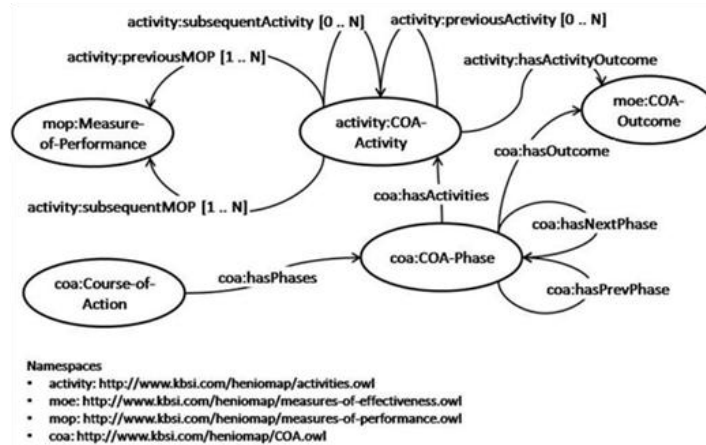 activity:subsequentActivity [0 .. N]
activity:previousActivity [0 .. N]
activity:previousMOP [1 .. N]
activity:hasActivityOutcome
mop:Measure-
of-Performance
activity:COA-
Activity
moe:COA-
Outcome
coa:hasOutcome
coa:hasActivities
activity:subsequentMOP [1 .. N]
coa:hasNextPhase
coa:COA-Phase
coa:hasPhases
coa:Course-of-
Action
coa:hasPrevPhase
Namespaces
• activity: http://www.kbsi.com/heniomap/activities.owl
• moe: http://www.kbsi.com/heniomap/measures-of-effectiveness.owl
• mop: http://www.kbsi.com/heniomap/measures-of-performance.owl
• coa: http://www.kbsi.com/heniomap/COA.owl